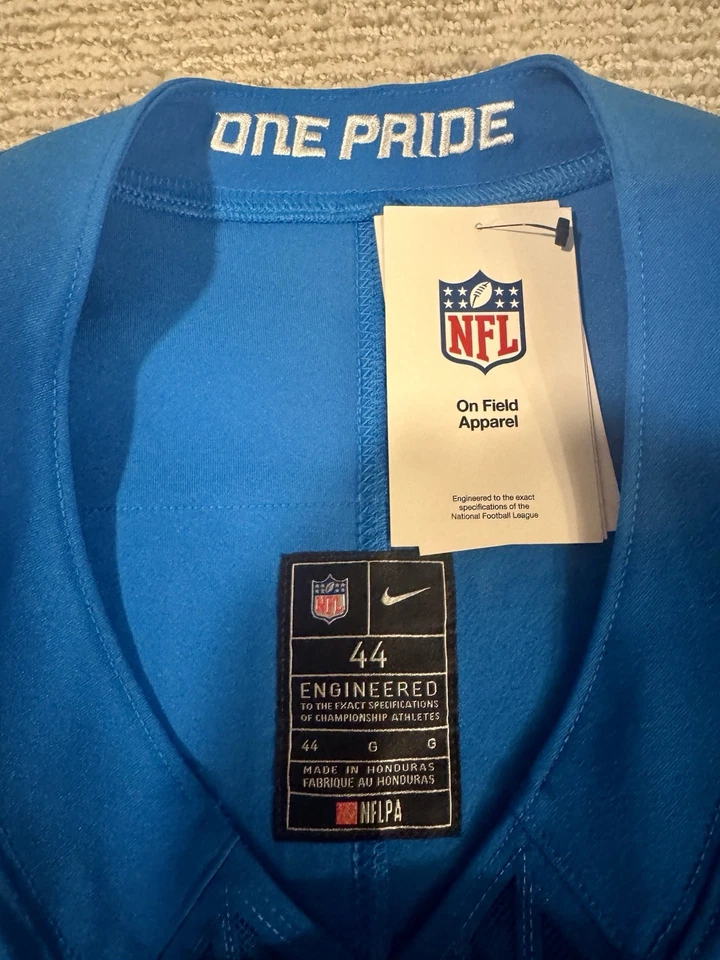 ONE PRIDE
NFL
On Field
Apparel
Engineered to the exact
specifications of the
National Football League
NFL
44
ENGINEERED
TO THE EXACT SPECIFICATIONS
OF CHAMPIONSHIP ATHLETES
44 G G
MADE IN HONDURAS
FABRIQUE AU HONDURAS
NFLPA